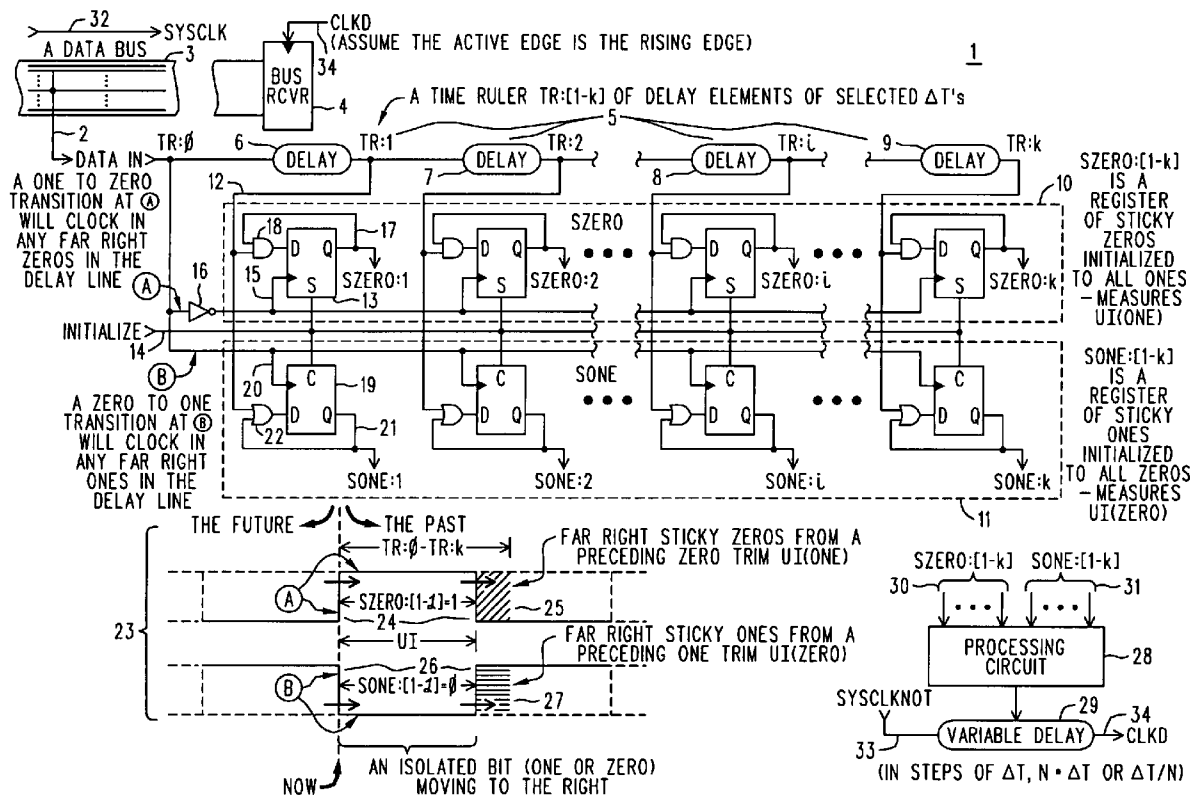 32
SYSCLK
A DATA BUS
3
2
CLKD
(ASSUME THE ACTIVE EDGE IS THE RISING EDGE)
34
BUS
RCVR
4
1
A TIME RULER TR:[1-k] OF DELAY ELEMENTS OF SELECTED ΔT's
5
TR:Ø
6
DELAY
TR:1
DELAY
7
TR:2
DELAY
8
TR:i
9
DELAY
TR:k
DATA IN
A ONE TO ZERO
TRANSITION AT Ⓐ
WILL CLOCK IN
ANY FAR RIGHT
ZEROS IN THE
DELAY LINE
A
16
INITIALIZE
14
B
A ZERO TO ONE
TRANSITION AT Ⓑ
WILL CLOCK IN
ANY FAR RIGHT
ONES IN THE
DELAY LINE
12
10
18
17
D Q
S
15
13
SZERO:1
SZERO
D Q
S
SZERO:2
D Q
S
SZERO:i
D Q
S
SZERO:k
SZERO:[1-k]
IS A
REGISTER
OF STICKY
ZEROS
INITIALIZED
TO ALL ONES
-MEASURES
UI(ONE)
20
C
19
D Q
22
21
SONE:1
SONE
C
D Q
SONE:2
C
D Q
SONE:i
C
D Q
SONE:k
11
SONE:[1-k]
IS A
REGISTER
OF STICKY
ONES
INITIALIZED
TO ALL ZEROS
-MEASURES
UI(ZERO)
THE FUTURE
THE PAST
TR:Ø-TR:k
FAR RIGHT STICKY ZEROS FROM A
PRECEDING ZERO TRIM UI(ONE)
23
A
SZERO:[1-i]=1
24
25
UI
FAR RIGHT STICKY ONES FROM A
PRECEDING ONE TRIM UI(ZERO)
26
B
SONE:[1-i]=Ø
27
NOW
AN ISOLATED BIT (ONE OR ZERO)
MOVING TO THE RIGHT
SZERO:[1-k] SONE:[1-k]
30
31
PROCESSING
CIRCUIT
28
SYSCLKNOT
29
33
VARIABLE DELAY
34
CLKD
(IN STEPS OF ΔT, N•ΔT OR ΔT/N)